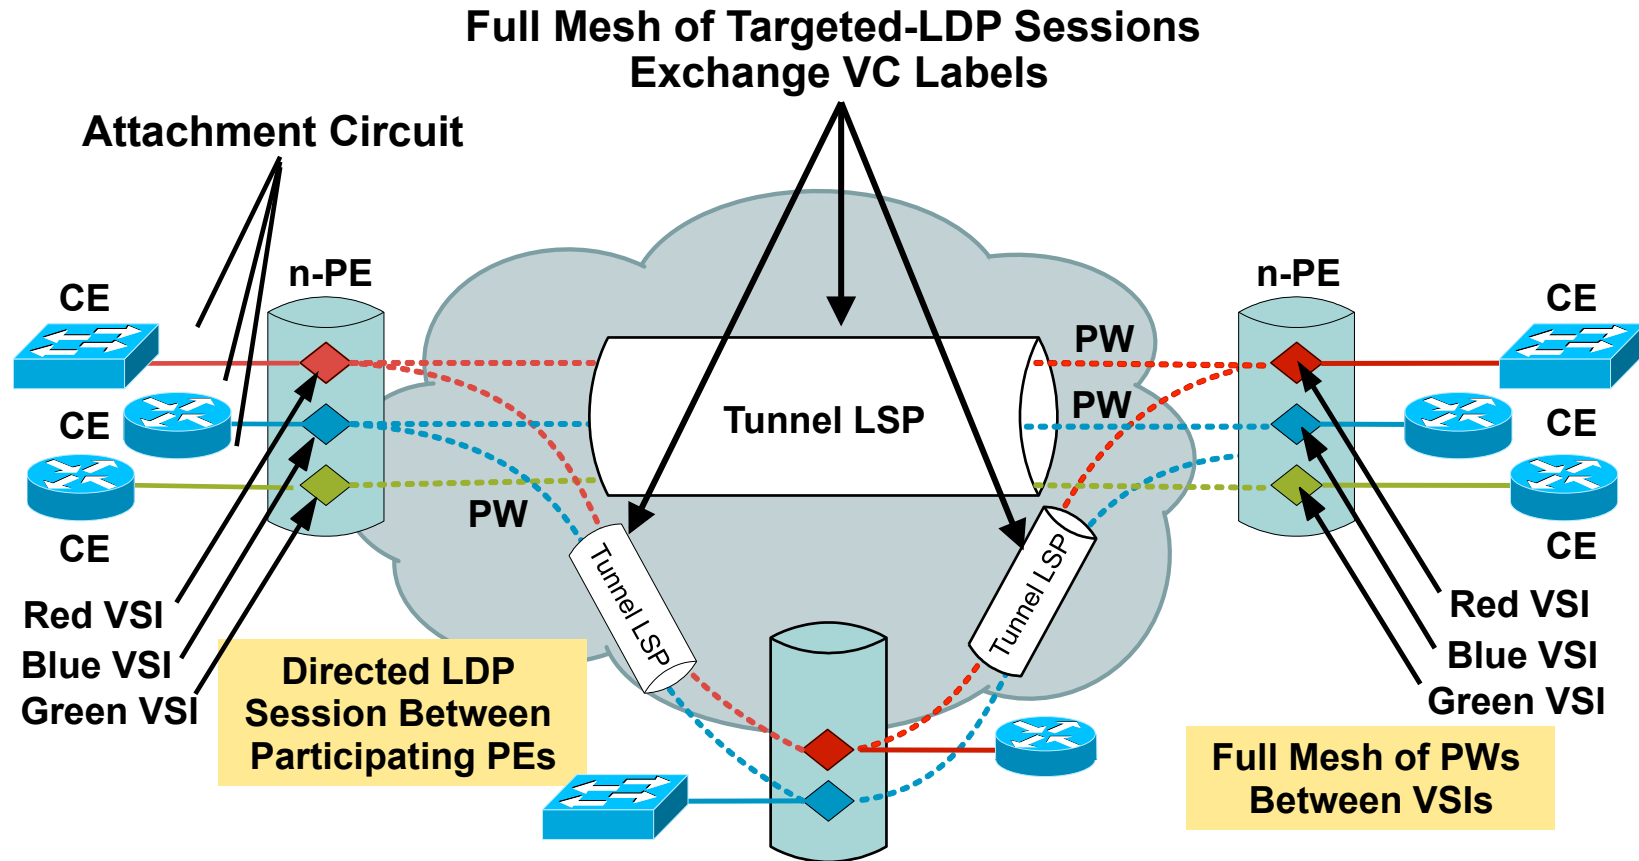 Full Mesh of Targeted-LDP Sessions
Exchange VC Labels
Attachment Circuit
n-PE
n-PE
CE
CE
PW
PW
Tunnel LSP
CE
CE
PW
CE
CE
Tunnel LSP
Tunnel LSP
Red VSI
Blue VSI
Green VSI
Red VSI
Blue VSI
Green VSI
Directed LDP
Session Between
Participating PEs
Full Mesh of PWs
Between VSIs